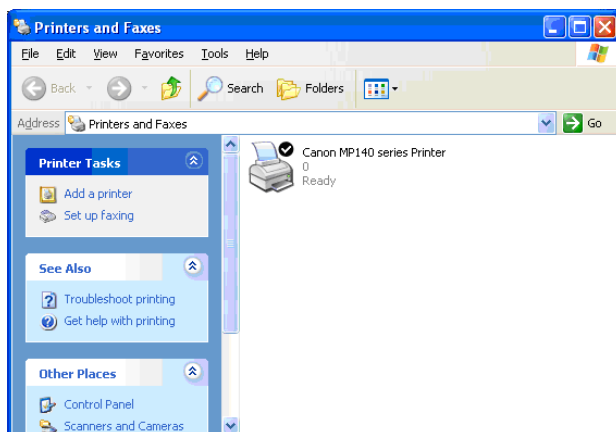 Printers and Faxes
File Edit View Favorites Tools Help
Back Search Folders
Address Printers and Faxes Go
Printer Tasks
Add a printer
Set up faxing
See Also
Troubleshoot printing
Get help with printing
Other Places
Control Panel
Scanners and Cameras
Canon MP140 series Printer
0
Ready